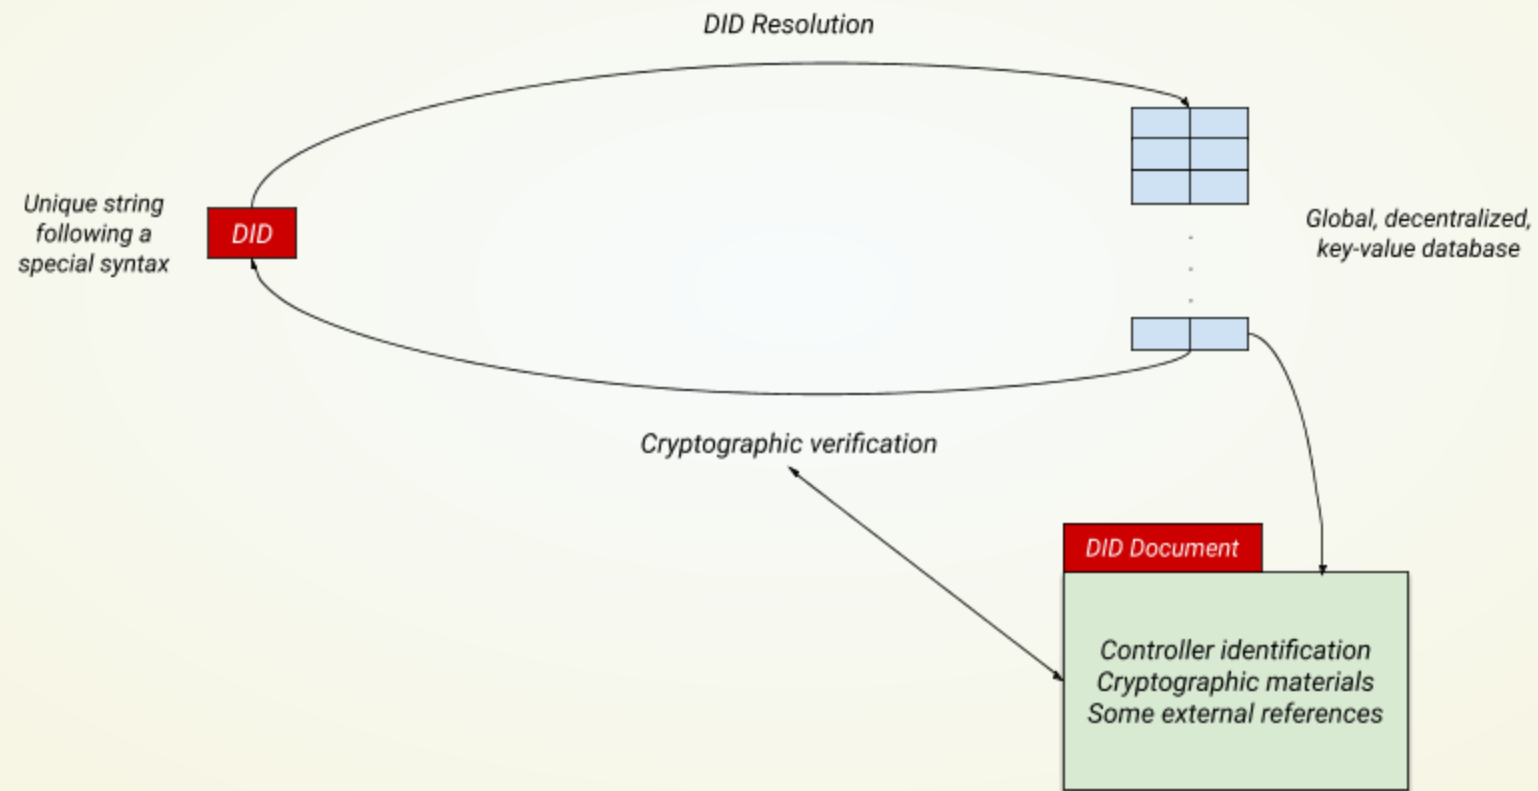 DID Resolution
Unique string
following a
special syntax
DID
Global, decentralized,
key-value database
Cryptographic verification
DID Document
Controller identification
Cryptographic materials
Some external references